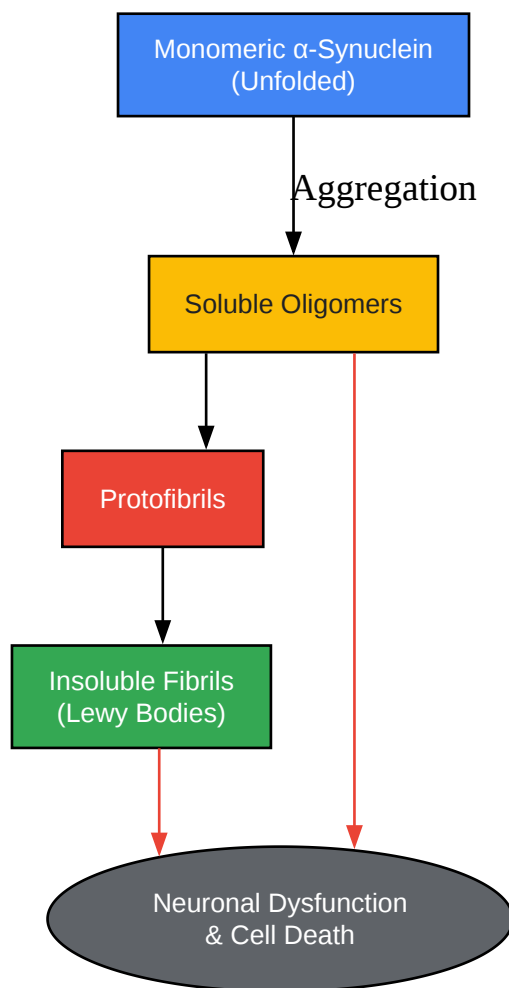 Monomeric α-Synuclein
(Unfolded)
Aggregation
Soluble Oligomers
Protofibrils
Insoluble Fibrils
(Lewy Bodies)
Neuronal Dysfunction
& Cell Death